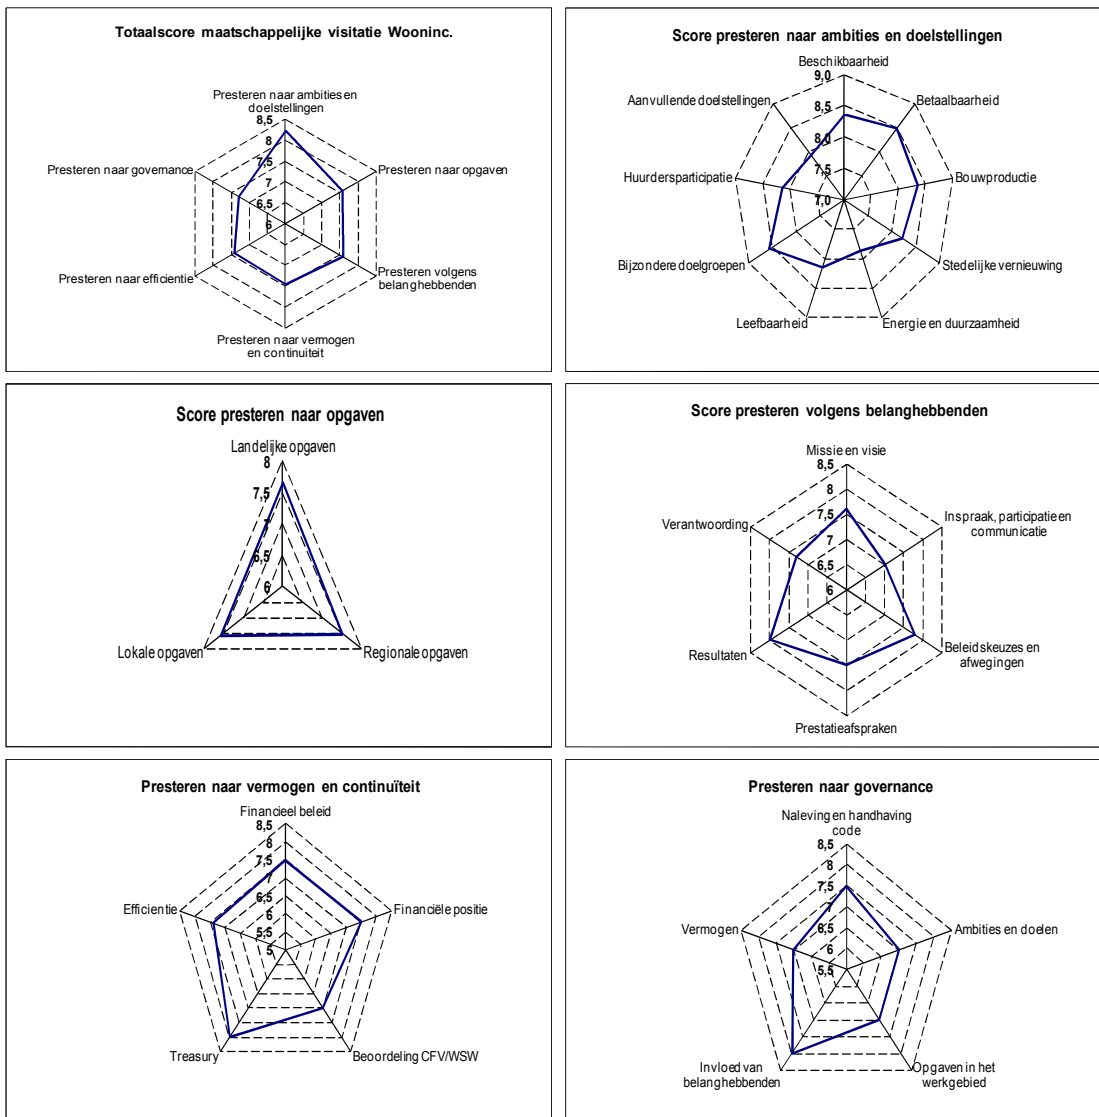 Totaalscore maatschappelijke visitatie Wooninc.
Presteren naar ambities en
doelstellingen
8,5
8
7,5
7
6,5
6
Presteren naar governance
Presteren naar opgaven
Presteren naar efficientie
Presteren volgens
belanghebbenden
Presteren naar vermogen
en continuiteit
Score presteren naar ambities en doelstellingen
Beschikbaarheid
9,0
8,5
8,0
7,5
7,0
Aanvullende doelstellingen
Betaalbaarheid
Huurdersparticipatie
Bouwproductie
Bijzondere doelgroepen
Stedelijke vernieuwing
Leefbaarheid
Energie en duurzaamheid
Score presteren naar opgaven
Landelijke opgaven
8
7,5
7
6,5
6
Lokale opgaven
Regionale opgaven
Score presteren volgens belanghebbenden
Missie en visie
8,5
8
7,5
7
6,5
6
Verantwoording
Inspraak, participatie en
communicatie
Resultaten
Beleidskeuzes en
afwegingen
Prestatieafspraken
Presteren naar vermogen en continuïteit
Financieel beleid
8,5
8
7,5
7
6,5
6
5,5
5
Efficientie
Financiële positie
Treasury
Beoordeling CFV/WSW
Presteren naar governance
Naleving en handhaving
code
8,5
8
7,5
7
6,5
6
5,5
Vermogen
Ambities en doelen
Invloed van
belanghebbenden
Opgaven in het
werkgebied